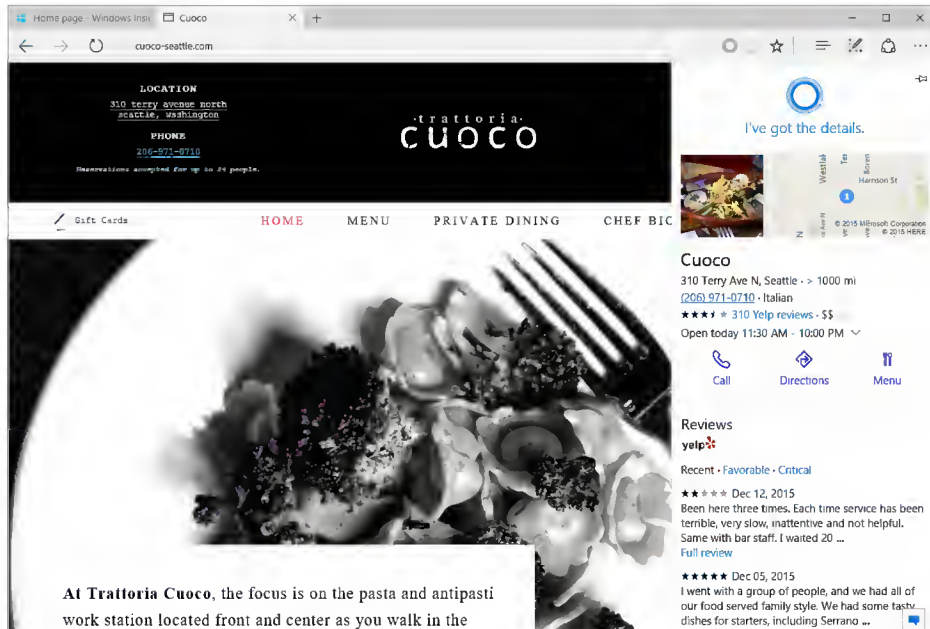 Home page - Windows Insi
Cuoco
cuoco-seattle.com
LOCATION
310 terry avenue north
seattle, washington
PHONE
206-971-0710
Reservations accepted for up to 24 people.
·trattoria·
cuoco
Gift Cards
HOME
MENU
PRIVATE DINING
CHEF BIO
At Trattoria Cuoco, the focus is on the pasta and antipasti
work station located front and center as you walk in the
I've got the details.
Westlak
Ter
Boren
Harrison St
1
Ave N
N
© 2015 Microsoft Corporation
© 2015 HERE
Cuoco
310 Terry Ave N, Seattle · > 1000 mi
(206) 971-0710 · Italian
310 Yelp reviews · $$
Open today 11:30 AM - 10:00 PM
Call
Directions
Menu
Reviews
yelp
Recent · Favorable · Critical
Dec 12, 2015
Been here three times. Each time service has been
terrible, very slow, inattentive and not helpful.
Same with bar staff. I waited 20 ...
Full review
Dec 05, 2015
I went with a group of people, and we had all of
our food served family style. We had some tasty
dishes for starters, including Serrano ...